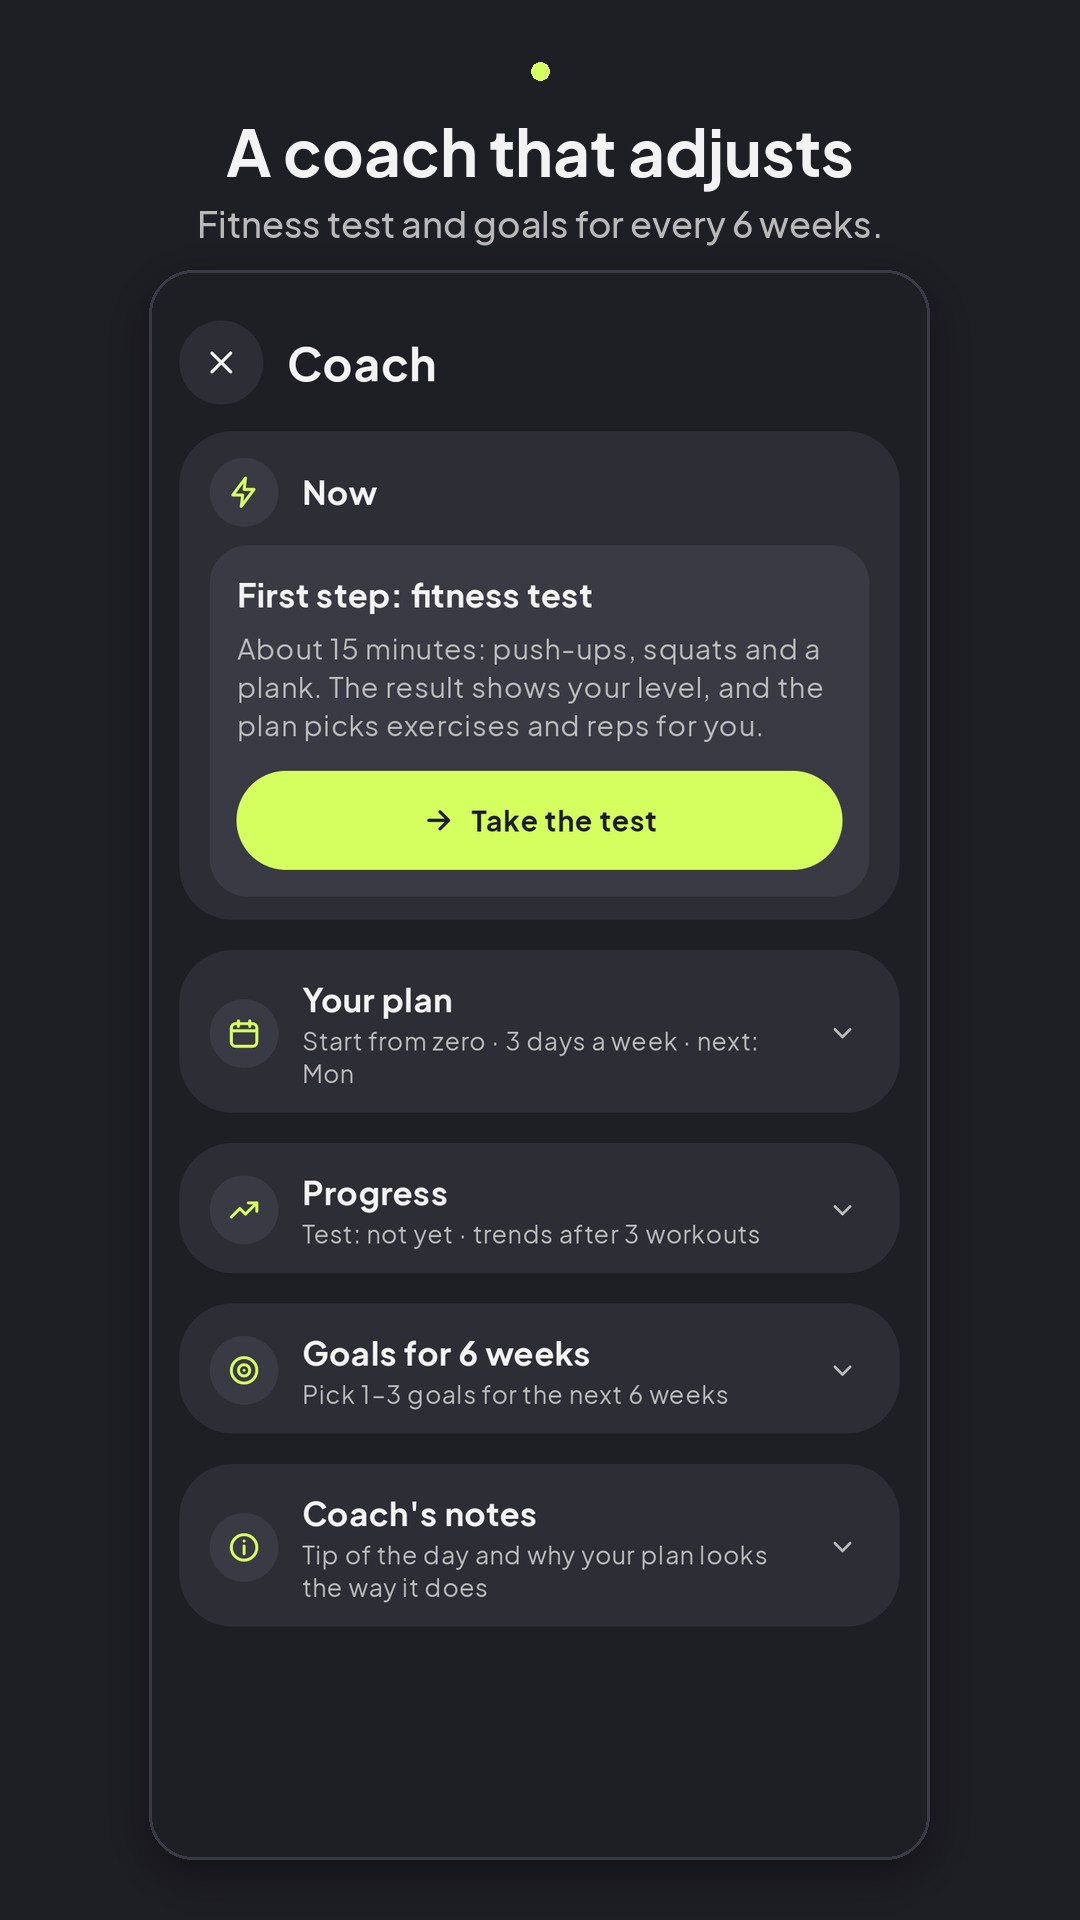 A coach that adjusts
Fitness test and goals for every 6 weeks.
Coach
Now
First step: fitness test
About 15 minutes: push-ups, squats and a
plank. The result shows your level, and the
plan picks exercises and reps for you.
Take the test
Your plan
Start from zero · 3 days a week · next:
Mon
Progress
Test: not yet · trends after 3 workouts
Goals for 6 weeks
Pick 1–3 goals for the next 6 weeks
Coach's notes
Tip of the day and why your plan looks
the way it does